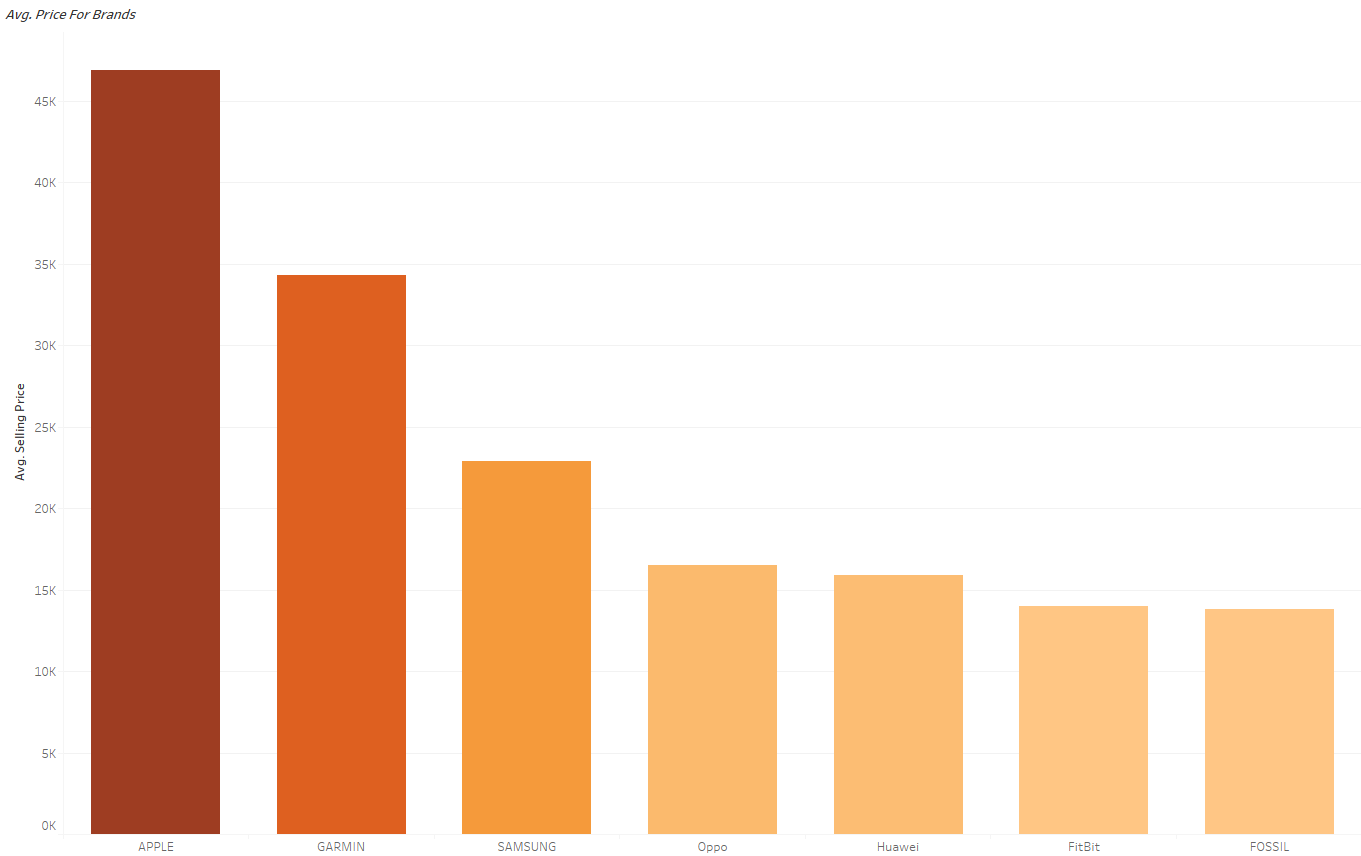 Avg. Price For Brands
45K
40K
35K
30K
25K
20K
15K
10K
5K
0K
Avg. Selling Price
APPLE GARMIN SAMSUNG Oppo Huawei FitBit FOSSIL